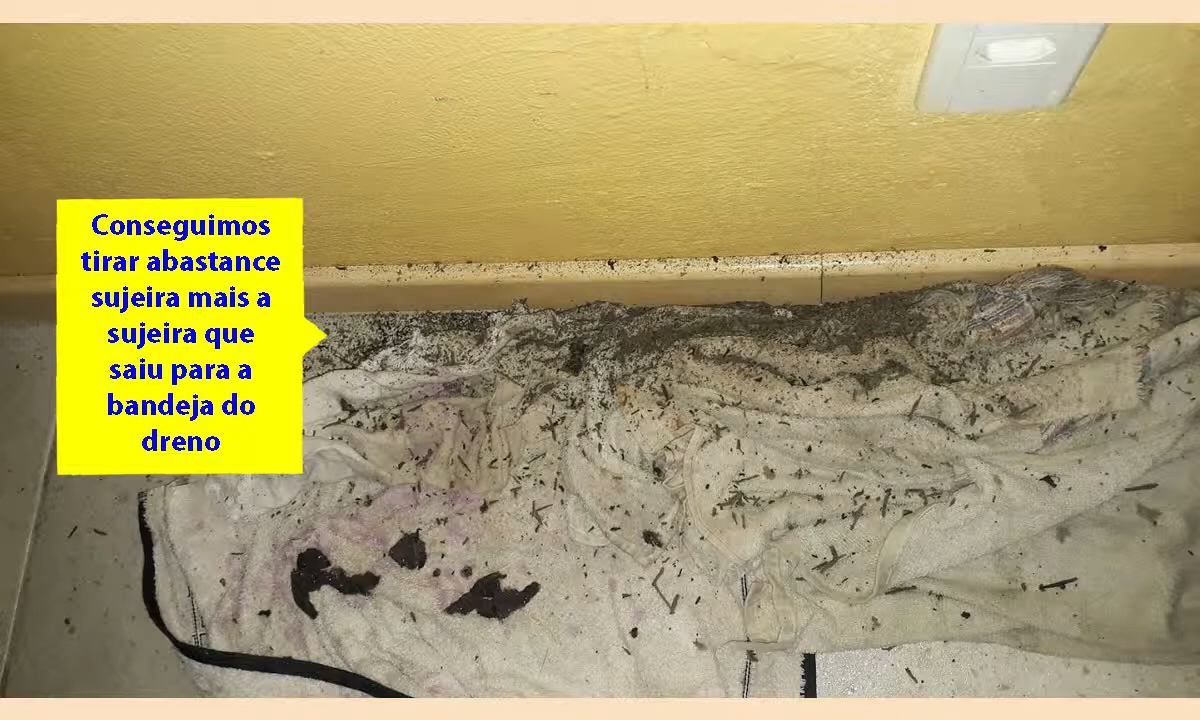 Conseguimos
tirar abastance
sujeira mais a
sujeira que
saiu para a
bandeja do
dreno